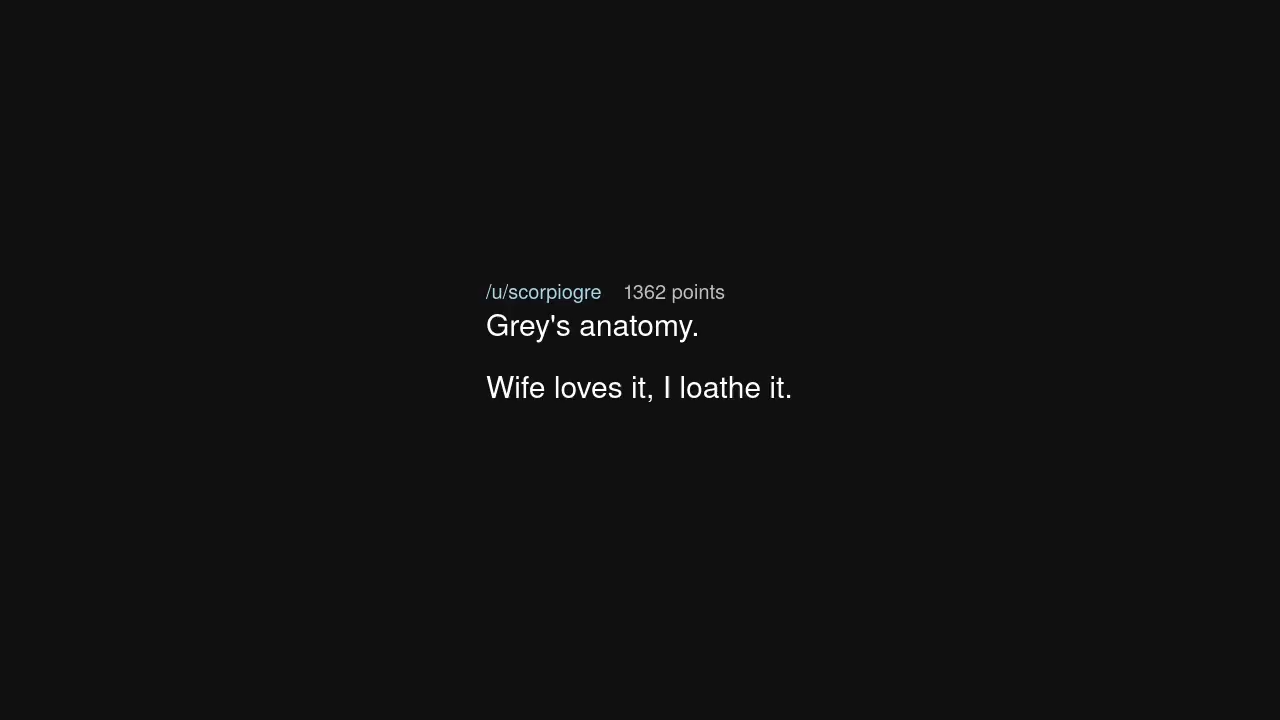 /u/scorpiogre 1362 points
Grey's anatomy.
Wife loves it, I loathe it.